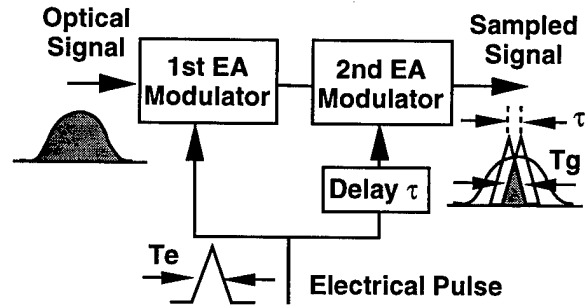 Optical
Signal
1st EA
Modulator
2nd EA
Modulator
Sampled
Signal
τ
Tg
Delay τ
Te
Electrical Pulse